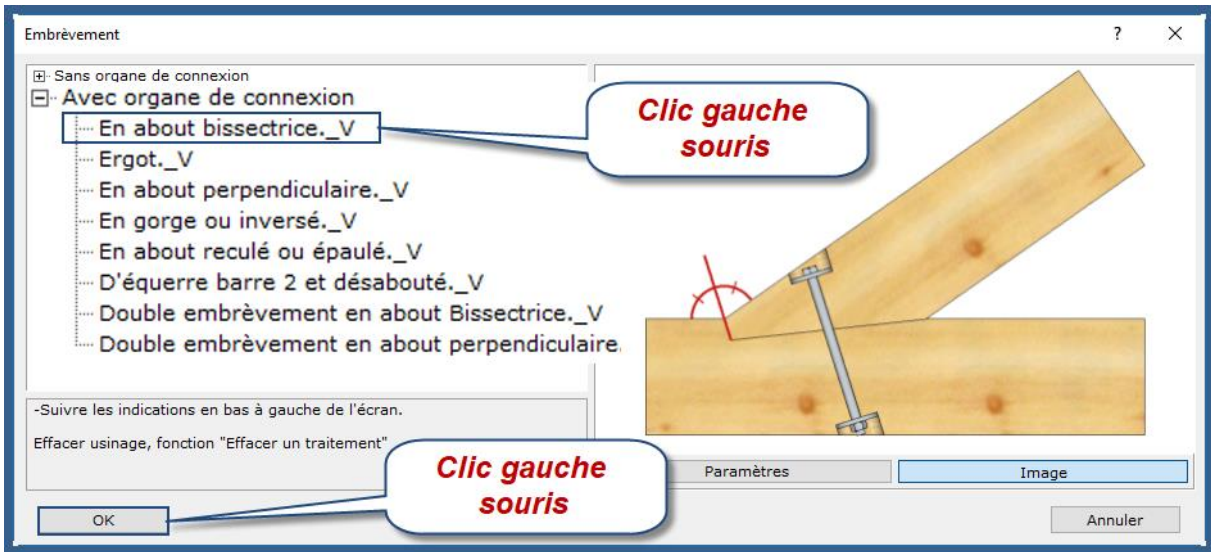 Embrèvement
?
Sans organe de connexion
Avec organe de connexion
En about bissectrice._V
Ergot._V
En about perpendiculaire._V
En gorge ou inversé._V
En about reculé ou épaulé._V
D'équerre barre 2 et désabouté._V
Double embrèvement en about Bissectrice._V
Double embrèvement en about perpendiculaire.
Clic gauche
souris
-Suivre les indications en bas à gauche de l'écran.
Effacer usinage, fonction "Effacer un traitement"
Clic gauche
souris
Paramètres
Image
OK
Annuler